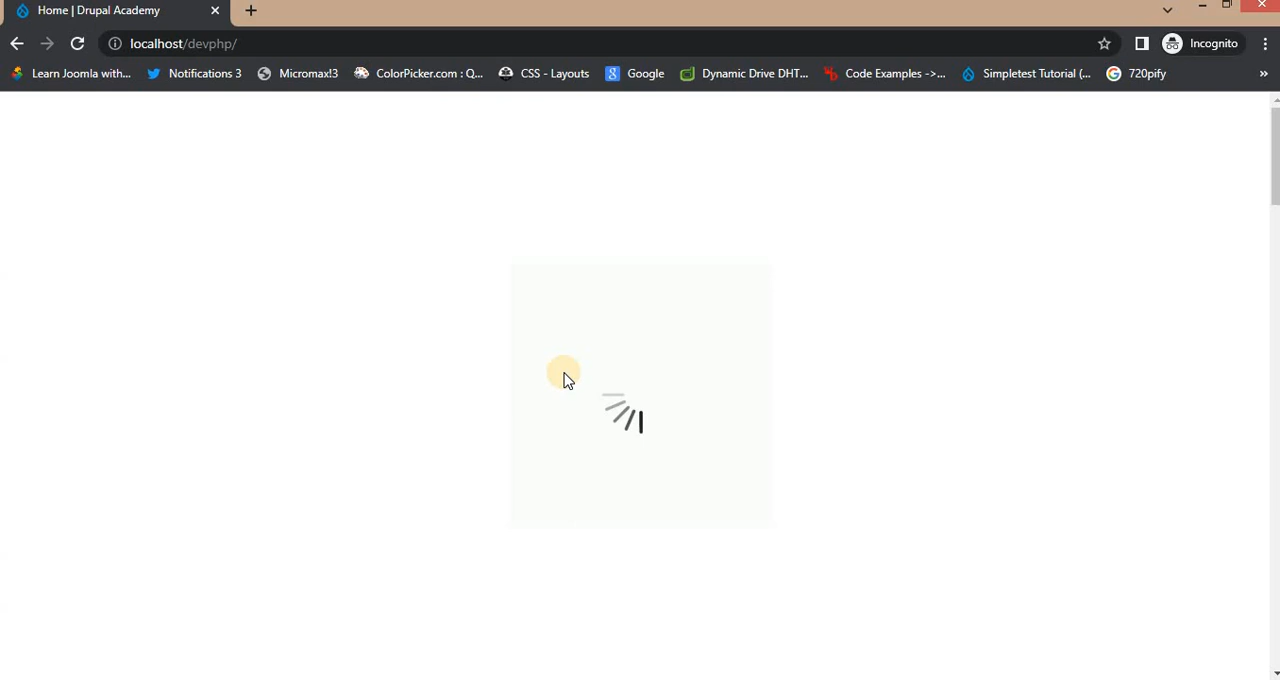 Home | Drupal Academy
localhost/devphp/
Incognito
Learn Joomla with...
Notifications 3
Micromax!3
ColorPicker.com : Q...
CSS - Layouts
Google
Dynamic Drive DHT...
Code Examples ->...
Simpletest Tutorial (...
720pify
»